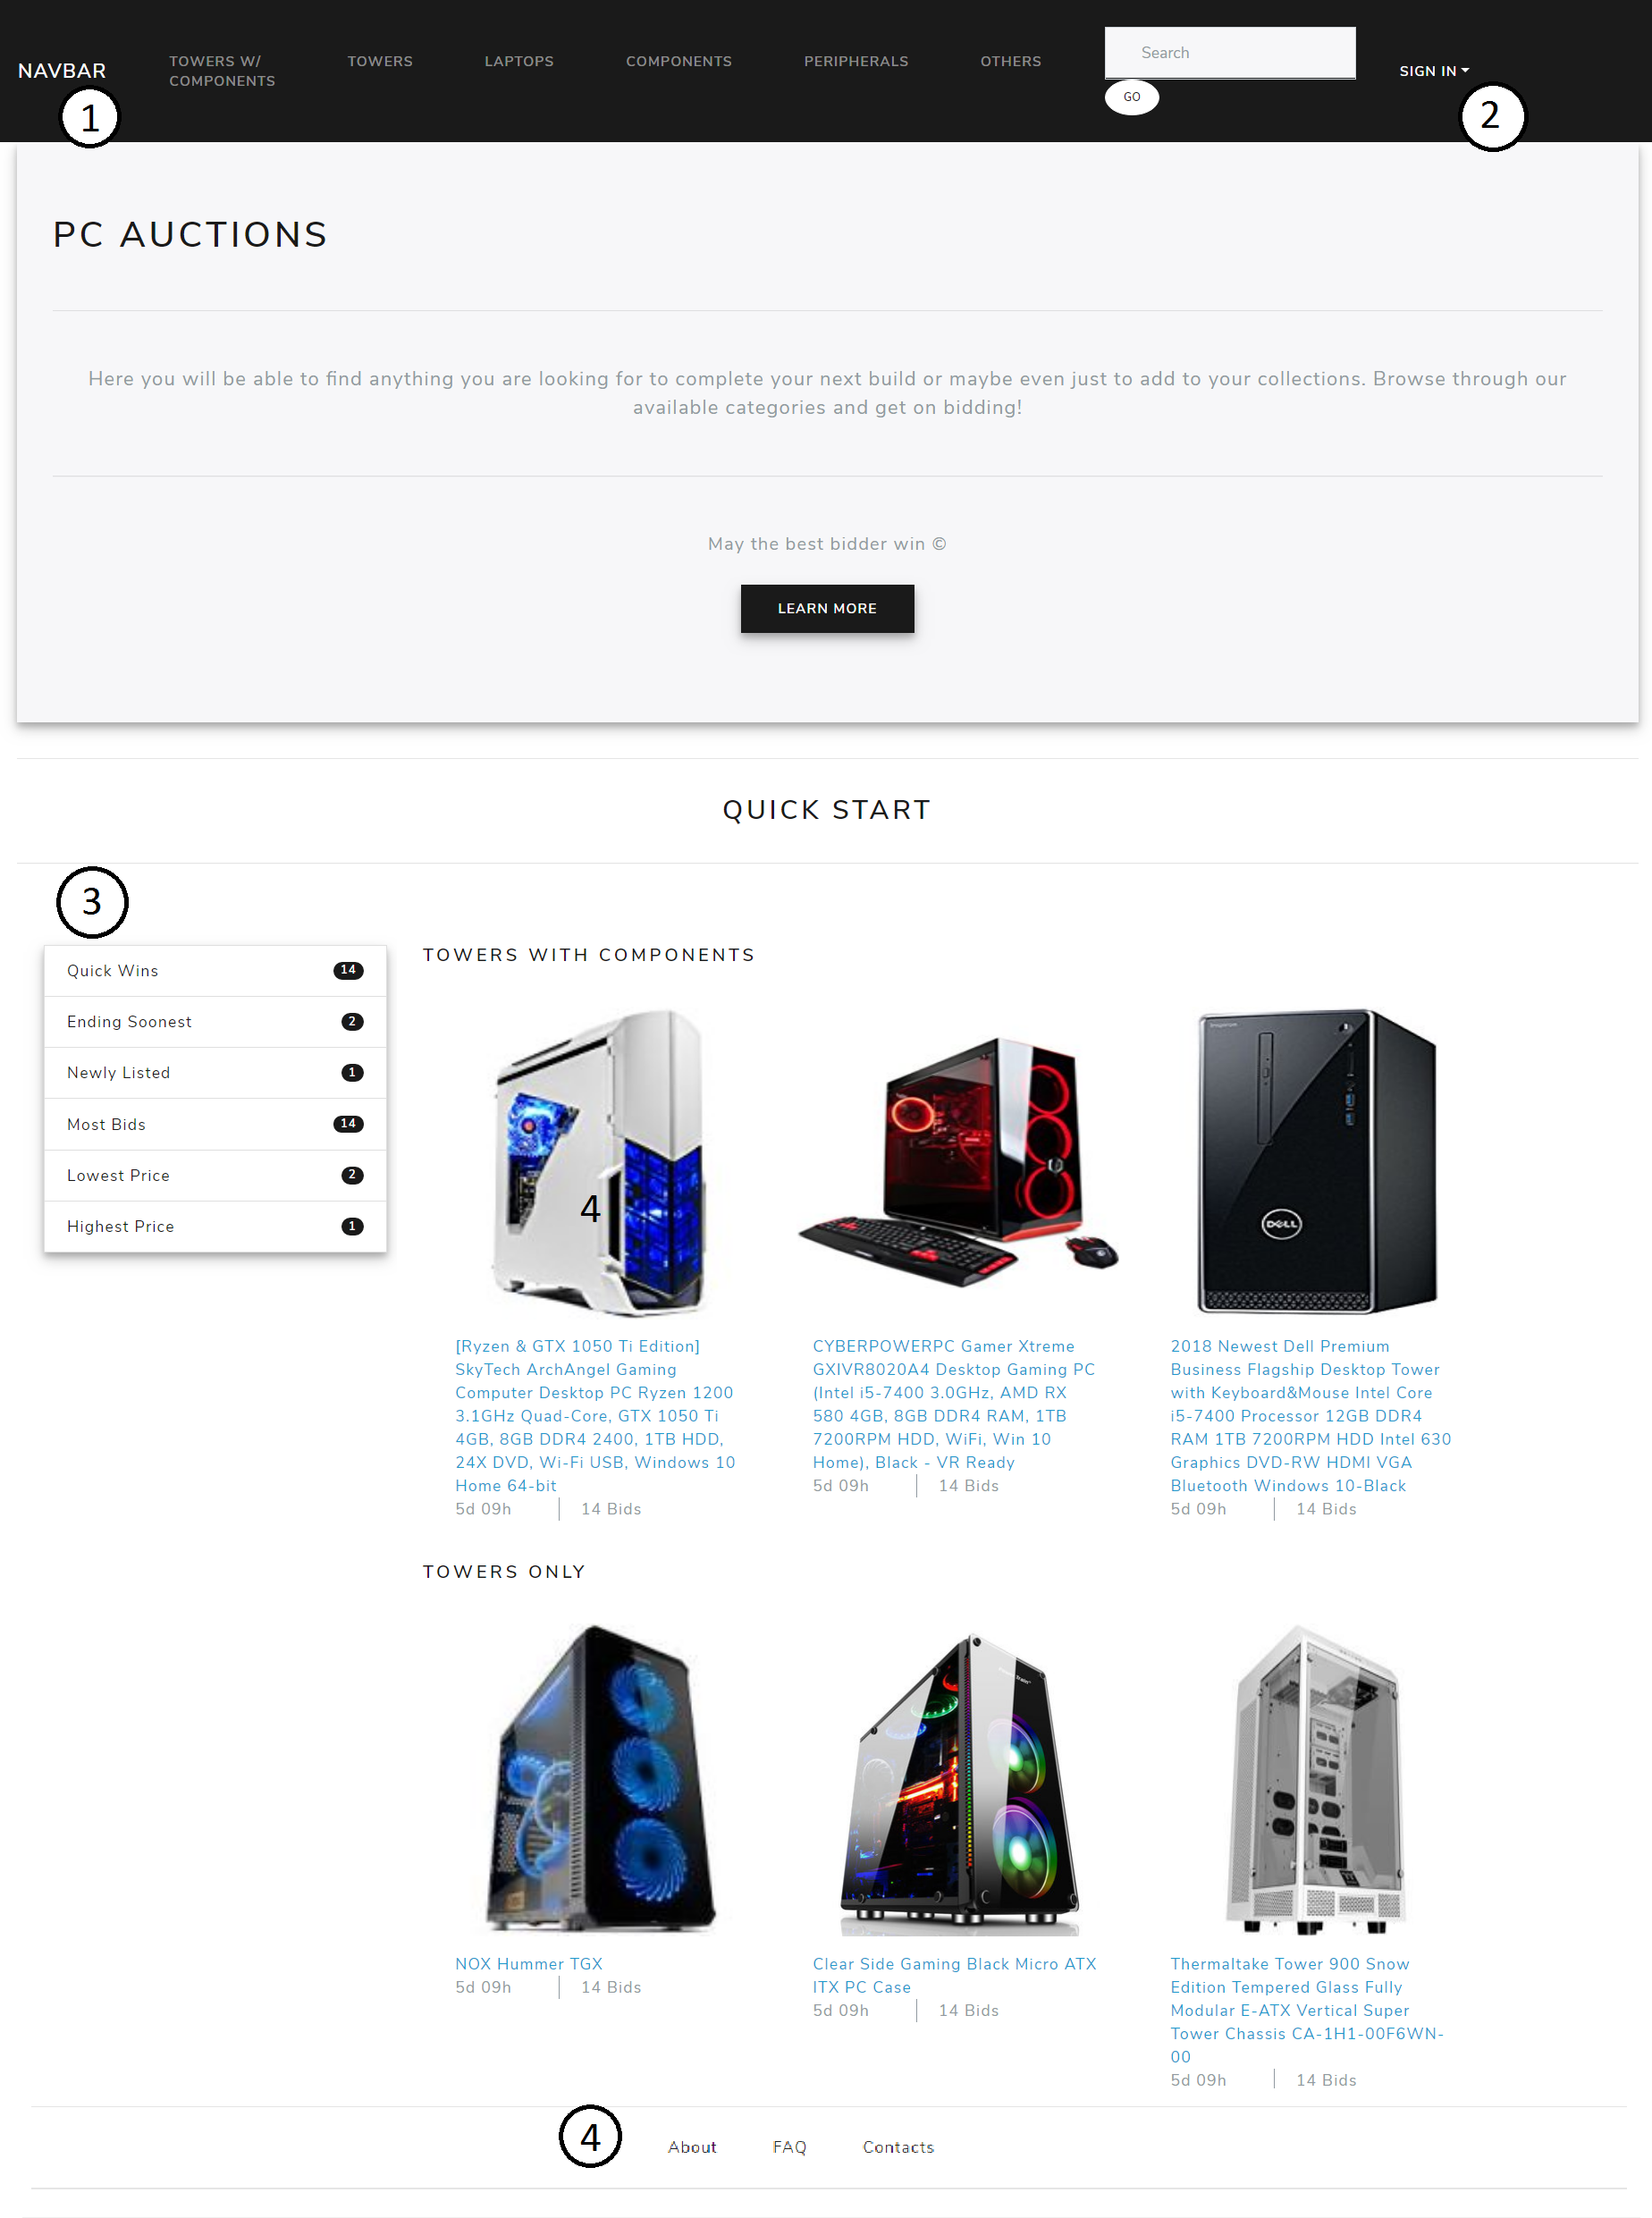 NAVBAR
TOWERS W/
COMPONENTS
TOWERS
LAPTOPS
COMPONENTS
PERIPHERALS
OTHERS
Search
GO
SIGN IN
1
2
PC AUCTIONS
Here you will be able to find anything you are looking for to complete your next build or maybe even just to add to your collections. Browse through our
available categories and get on bidding!
May the best bidder win ©
LEARN MORE
QUICK START
3
Quick Wins 14
Ending Soonest 2
Newly Listed 1
Most Bids 14
Lowest Price 2
Highest Price 1
TOWERS WITH COMPONENTS
4
DELL
[Ryzen & GTX 1050 Ti Edition]
SkyTech ArchAngel Gaming
Computer Desktop PC Ryzen 1200
3.1GHz Quad-Core, GTX 1050 Ti
4GB, 8GB DDR4 2400, 1TB HDD,
24X DVD, Wi-Fi USB, Windows 10
Home 64-bit
5d 09h 14 Bids
CYBERPOWERPC Gamer Xtreme
GXIVR8020A4 Desktop Gaming PC
(Intel i5-7400 3.0GHz, AMD RX
580 4GB, 8GB DDR4 RAM, 1TB
7200RPM HDD, WiFi, Win 10
Home), Black - VR Ready
5d 09h 14 Bids
2018 Newest Dell Premium
Business Flagship Desktop Tower
with Keyboard&Mouse Intel Core
i5-7400 Processor 12GB DDR4
RAM 1TB 7200RPM HDD Intel 630
Graphics DVD-RW HDMI VGA
Bluetooth Windows 10-Black
5d 09h 14 Bids
TOWERS ONLY
NOX Hummer TGX
5d 09h 14 Bids
Clear Side Gaming Black Micro ATX
ITX PC Case
5d 09h 14 Bids
Thermaltake Tower 900 Snow
Edition Tempered Glass Fully
Modular E-ATX Vertical Super
Tower Chassis CA-1H1-00F6WN-
00
5d 09h 14 Bids
4
About
FAQ
Contacts